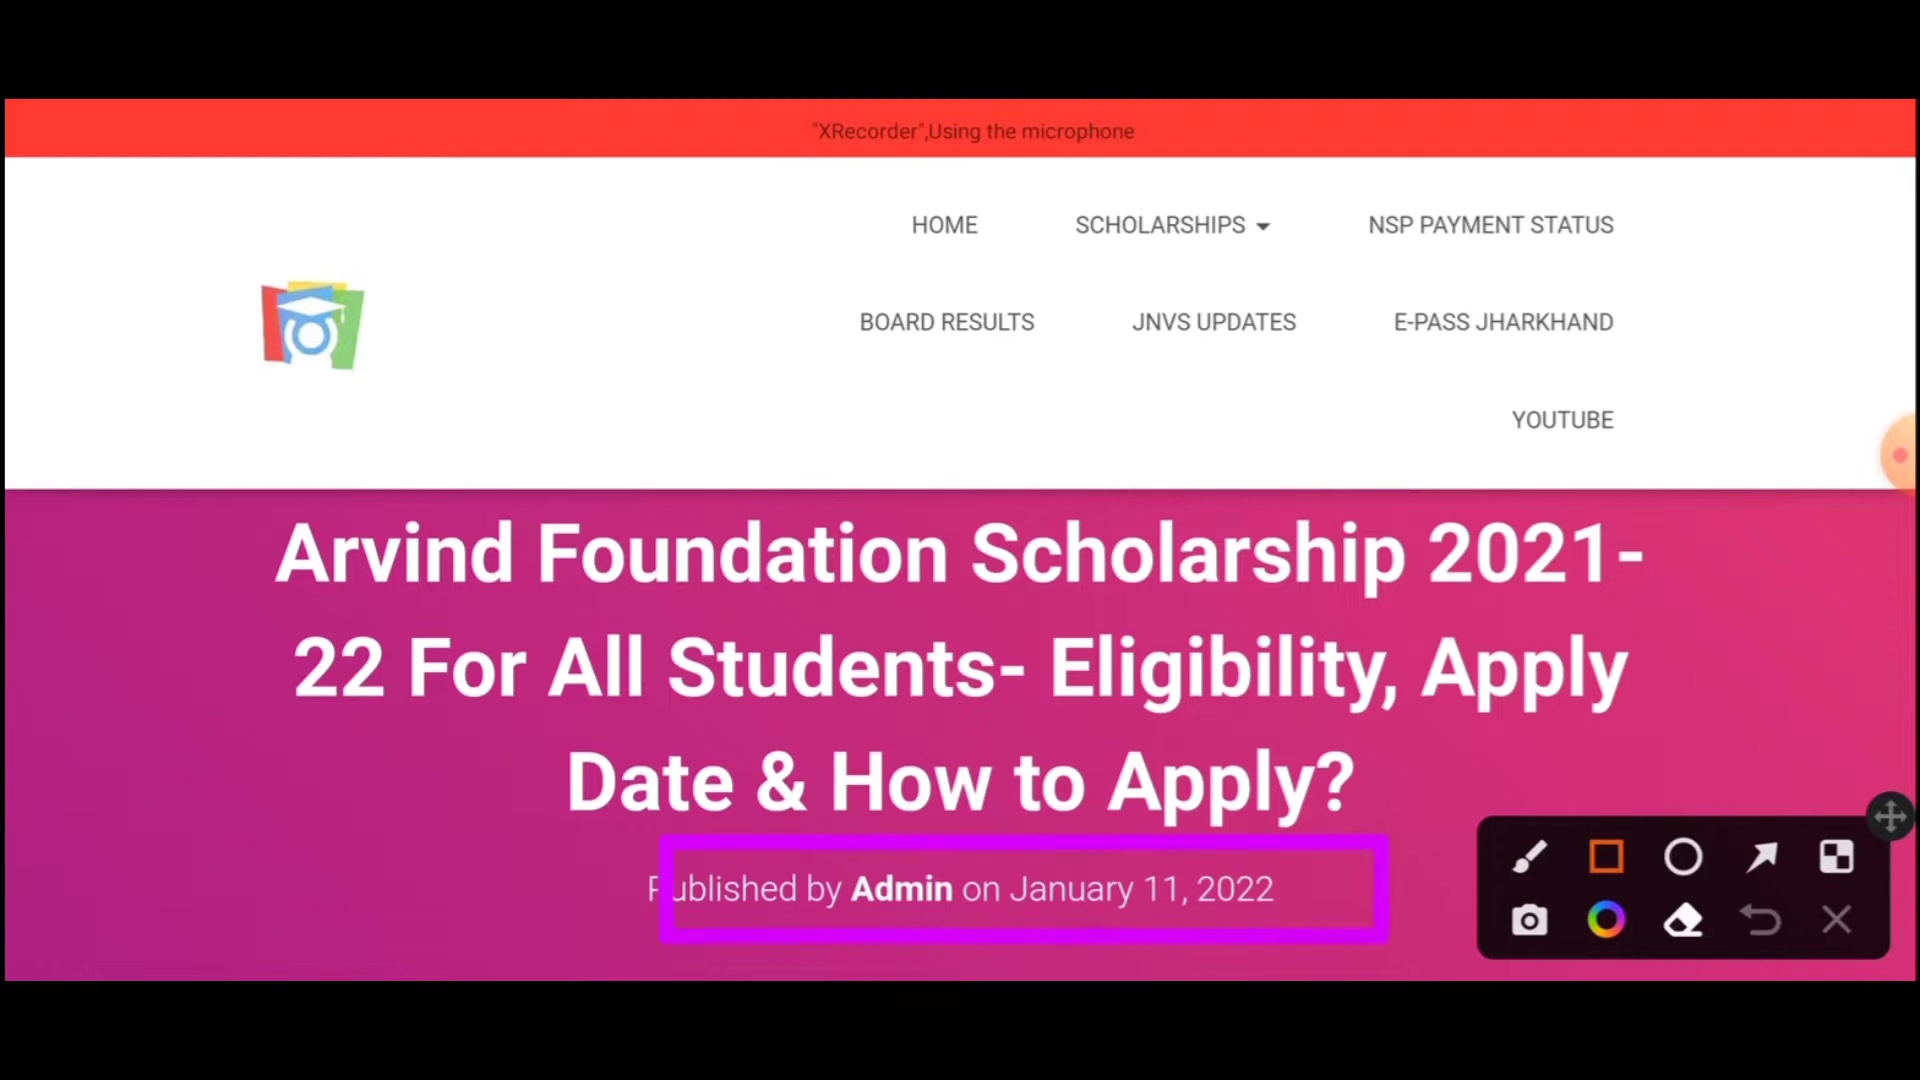 "XRecorder",Using the microphone
HOME SCHOLARSHIPS NSP PAYMENT STATUS
BOARD RESULTS JNVS UPDATES E-PASS JHARKHAND
YOUTUBE
Arvind Foundation Scholarship 2021-
22 For All Students- Eligibility, Apply
Date & How to Apply?
Published by Admin on January 11, 2022